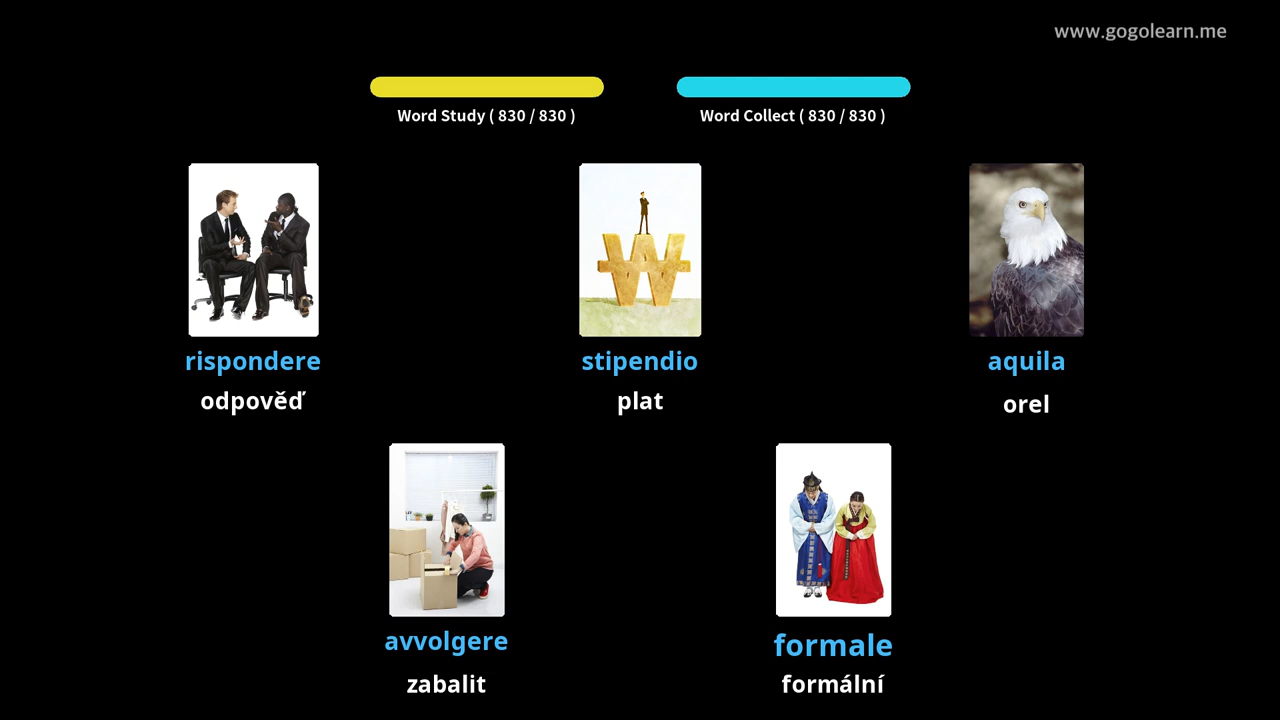 www.gogolearn.me
Word Study ( 830 / 830 )
Word Collect ( 830 / 830 )
rispondere
odpověď
stipendio
plat
aquila
orel
avvolgere
zabalit
formale
formální